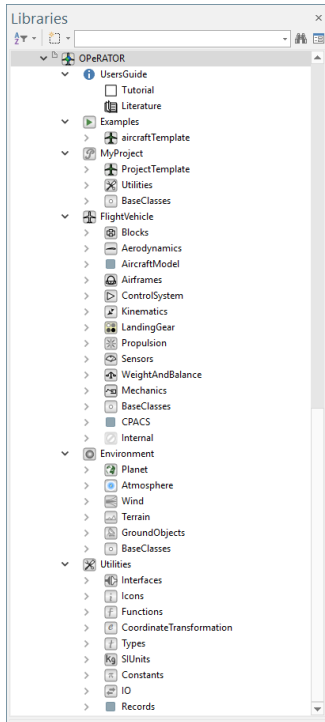 Libraries
OPeRATOR
UsersGuide
Tutorial
Literature
Examples
aircraftTemplate
MyProject
ProjectTemplate
Utilities
BaseClasses
FlightVehicle
Blocks
Aerodynamics
AircraftModel
Airframes
ControlSystem
Kinematics
LandingGear
Propulsion
Sensors
WeightAndBalance
Mechanics
BaseClasses
CPACS
Internal
Environment
Planet
Atmosphere
Wind
Terrain
GroundObjects
BaseClasses
Utilities
Interfaces
Icons
Functions
CoordinateTransformation
Types
Kg SIUnits
Constants
IO
Records